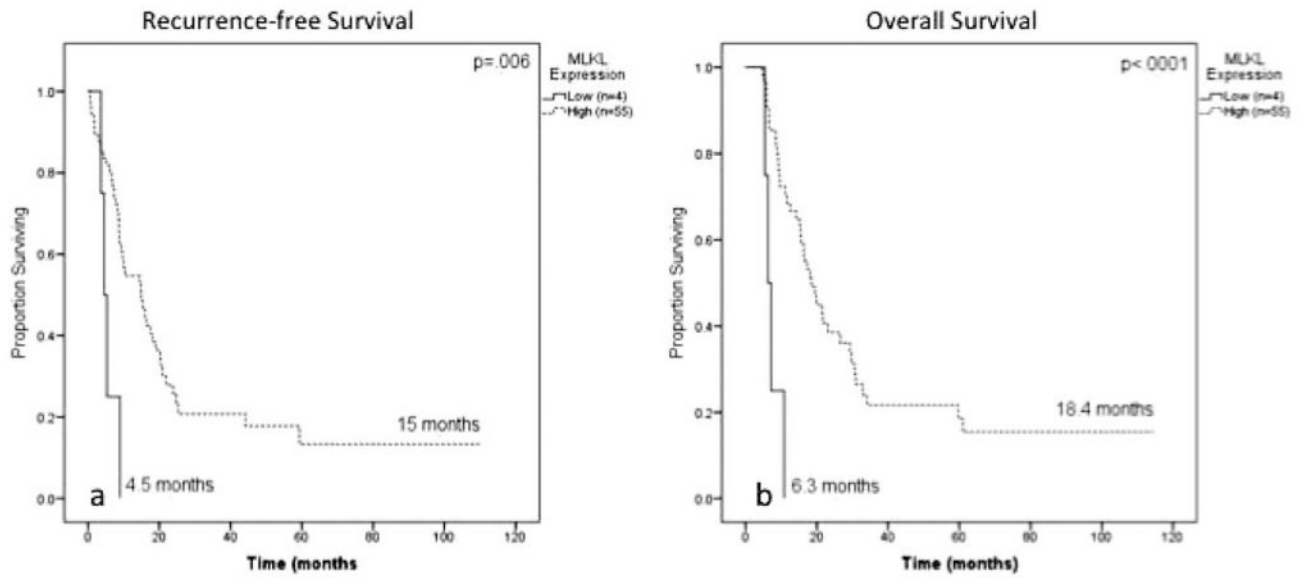 Recurrence-free Survival
p=.006
MLKL
Expression
Low (n=4)
High (n=55)
Proportion Surviving
1.0
0.8
0.6
0.4
0.2
0.0
15 months
4.5 months
a
0 20 40 60 80 100 120
Time (months
Overall Survival
p<.0001
MLKL
Expression
Low (n=4)
High (n=55)
Proportion Surviving
1.0
0.8
0.6
0.4
0.2
0.0
18.4 months
6.3 months
b
0 20 40 60 80 100 120
Time (months)